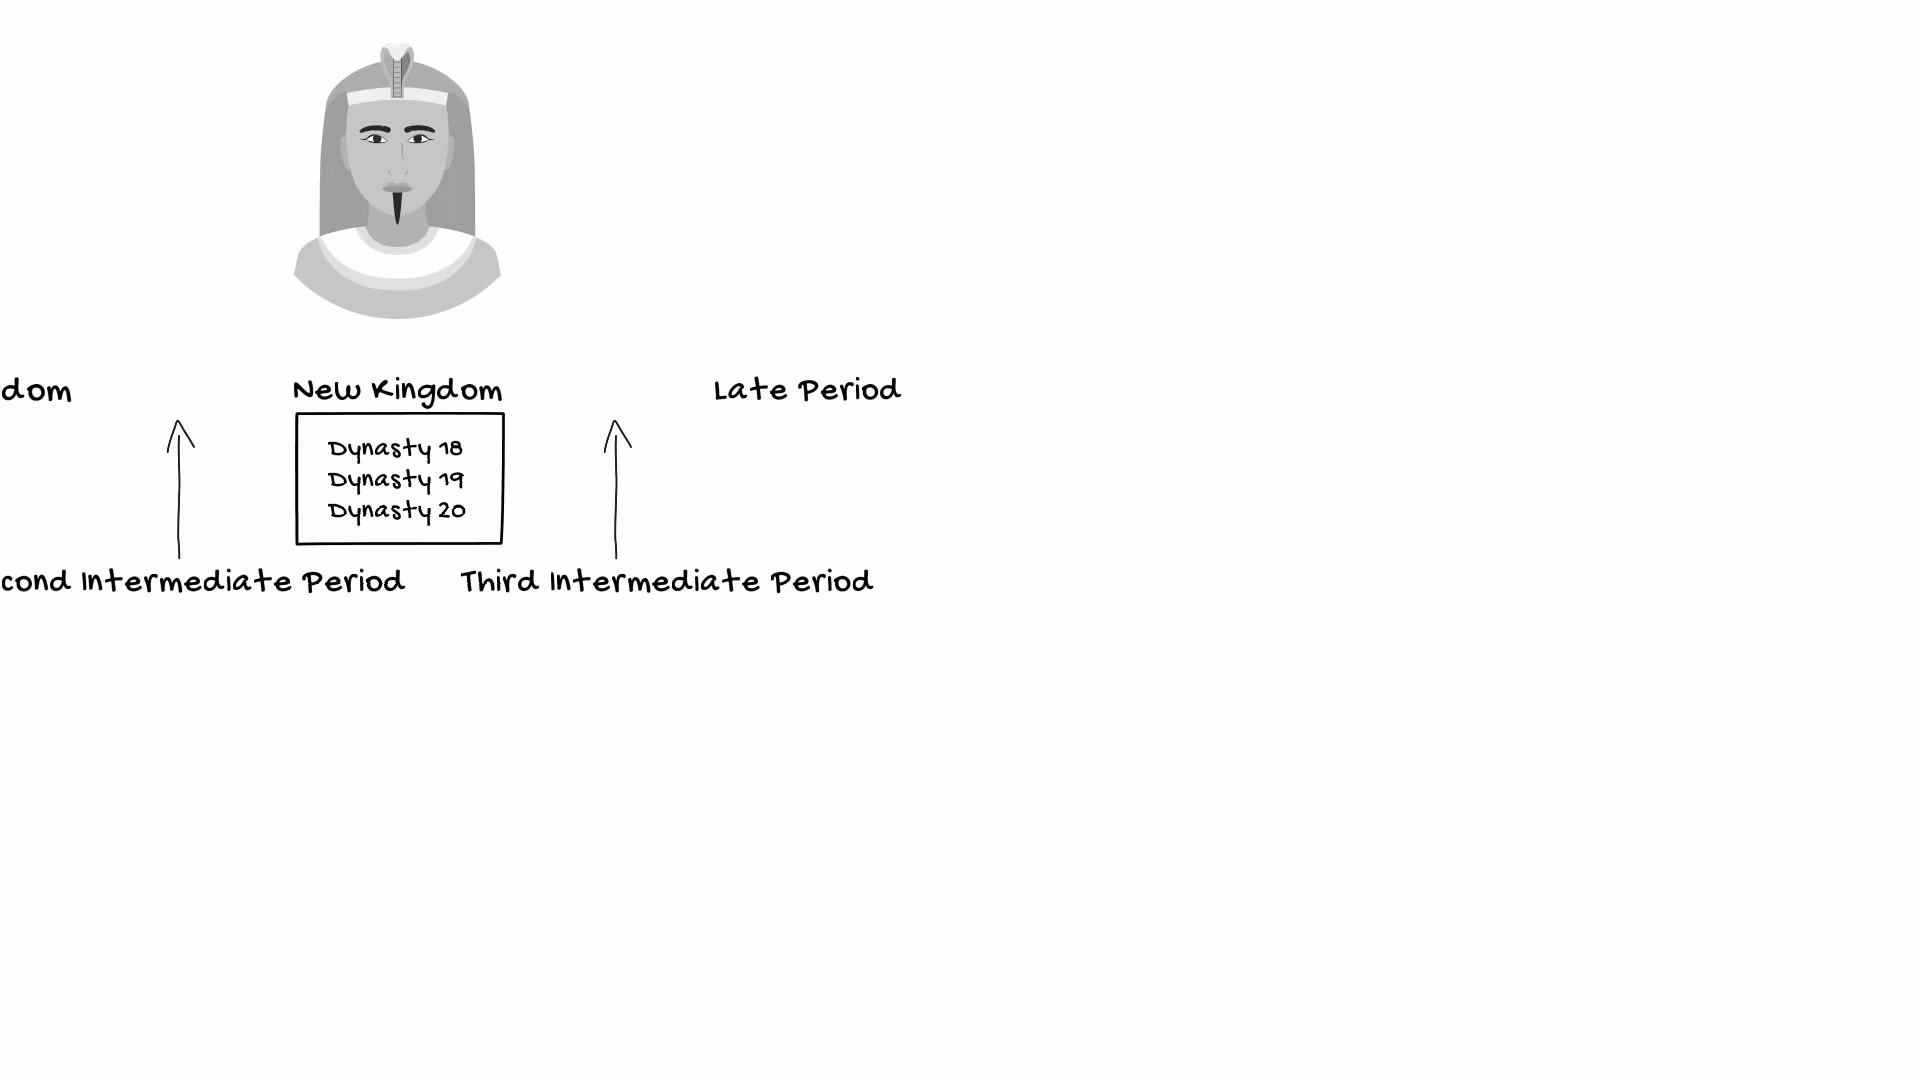 dom
New Kingdom
Late Period
Dynasty 18
Dynasty 19
Dynasty 20
cond Intermediate Period
Third Intermediate Period